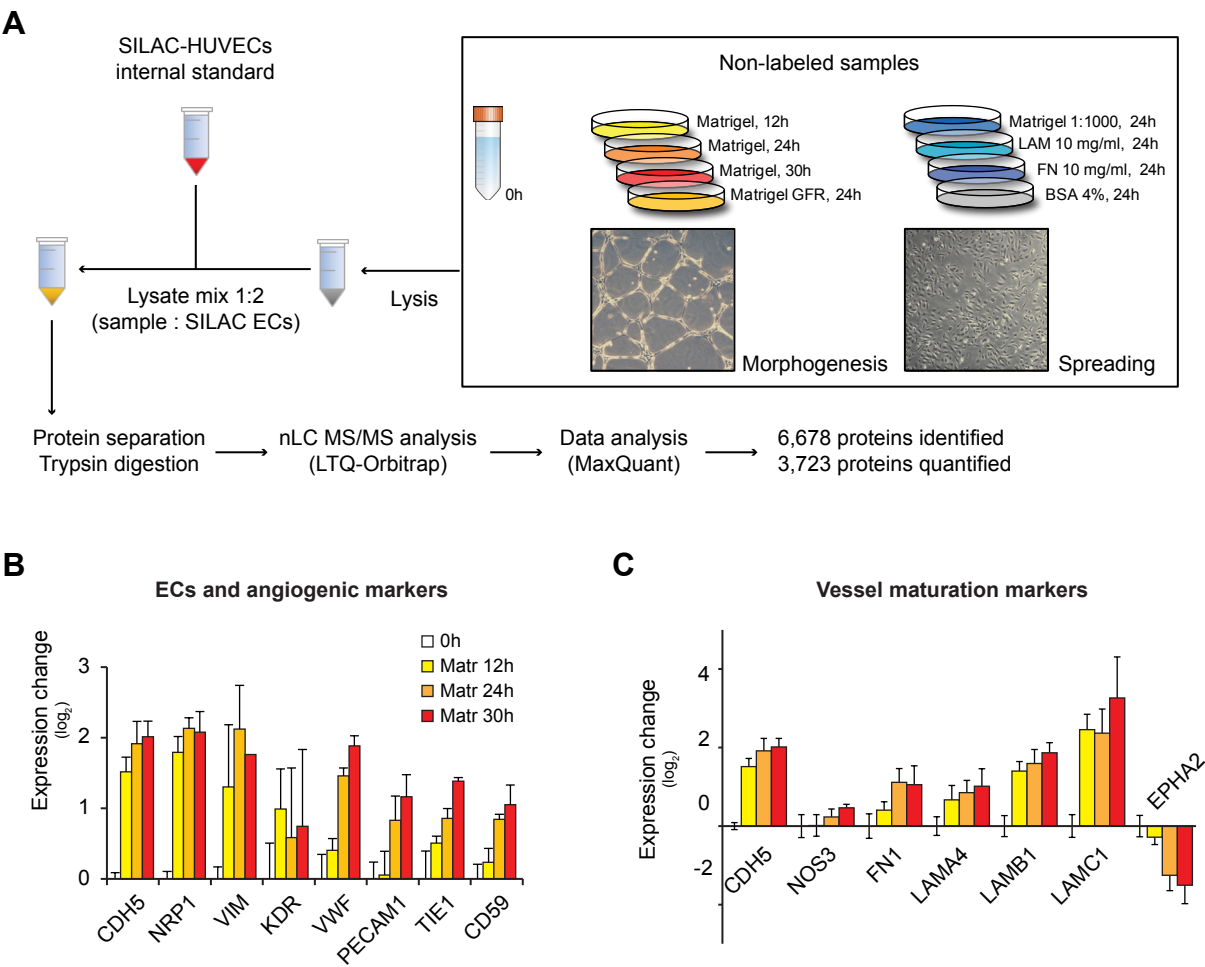 A
SILAC-HUVECs
internal standard
Non-labeled samples
0h
Matrigel, 12h
Matrigel, 24h
Matrigel, 30h
Matrigel GFR, 24h
Matrigel 1:1000, 24h
LAM 10 mg/ml, 24h
FN 10 mg/ml, 24h
BSA 4%, 24h
Lysis
Lysate mix 1:2
(sample : SILAC ECs)
Morphogenesis
Spreading
Protein separation
Trypsin digestion
nLC MS/MS analysis
(LTQ-Orbitrap)
Data analysis
(MaxQuant)
6,678 proteins identified
3,723 proteins quantified
B
ECs and angiogenic markers
Expression change
(log2)
3
2
1
0
0h
Matr 12h
Matr 24h
Matr 30h
CDH5
NRP1
VIM
KDR
VWF
PECAM1
TIE1
CD59
C
Vessel maturation markers
Expression change
(log2)
4
2
0
-2
CDH5
NOS3
FN1
LAMA4
LAMB1
LAMC1
EPHA2